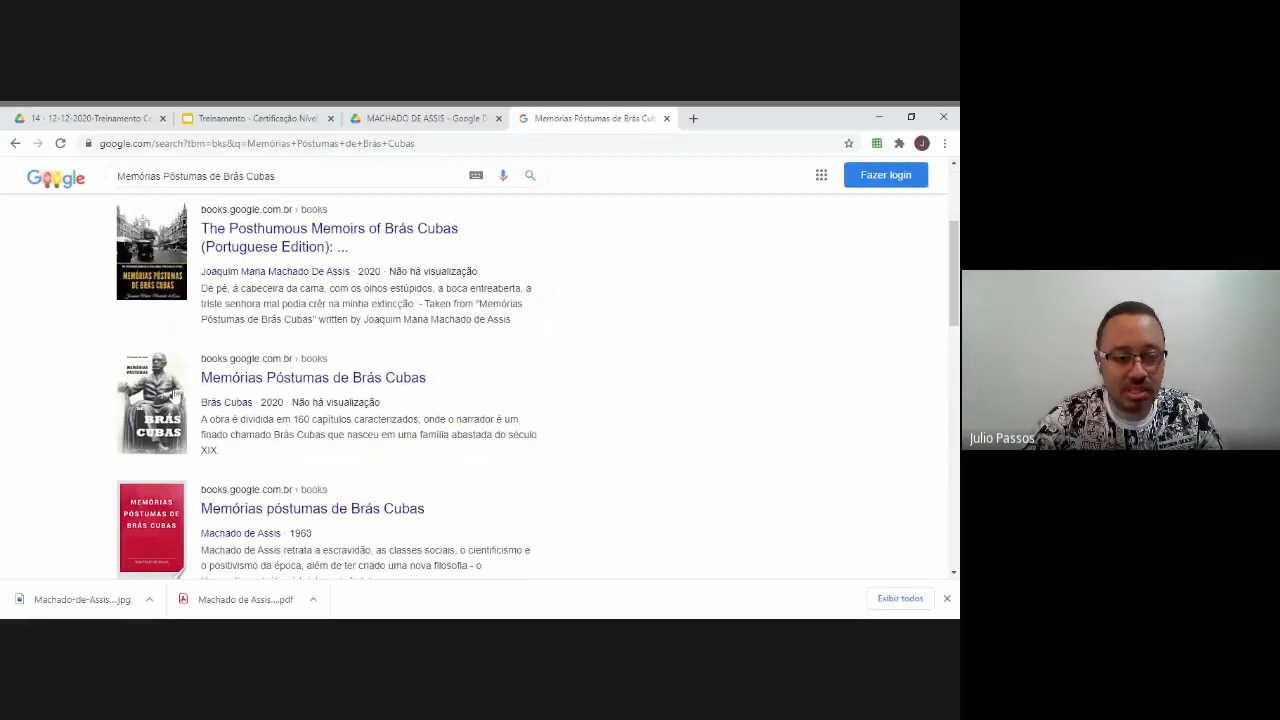 14 - 12-12-2020-Treinamento Co
Treinamento - Certificação Nível
MACHADO DE ASSIS - Google D
Memórias Póstumas de Brás Cub
google.com/search?tbm=bks&q=Memórias+Póstumas+de+Brás+Cubas
J
Google
Memórias Póstumas de Brás Cubas
Fazer login
books.google.com.br › books
The Posthumous Memoirs of Brás Cubas
(Portuguese Edition): ...
Joaquim Maria Machado De Assis · 2020 · Não há visualização
De pé, á cabeceira da cama, com os olhos estúpidos, a boca entreaberta, a
triste senhora mal podia crêr na minha extincção. - Taken from "Memórias
Póstumas de Brás Cubas" written by Joaquim Maria Machado de Assis
MEMÓRIAS PÓSTUMAS
DE BRÁS CUBAS
books.google.com.br › books
Memórias Póstumas de Brás Cubas
Brás Cubas · 2020 · Não há visualização
A obra é dividida em 160 capítulos caracterizados, onde o narrador é um
finado chamado Brás Cubas que nasceu em uma família abastada do século
XIX.
MEMÓRIAS
PÓSTUMAS
DE
BRÁS
CUBAS
books.google.com.br › books
Memórias póstumas de Brás Cubas
Machado de Assis · 1963
Machado de Assis retrata a escravidão, as classes sociais, o cientificismo e
o positivismo da época, além de ter criado uma nova filosofia - o
MEMÓRIAS
PÓSTUMAS DE
BRÁS CUBAS
MACHADO DE ASSIS
Machado-de-Assis....jpg
Machado de Assis....pdf
Exibir todos
Julio Passos